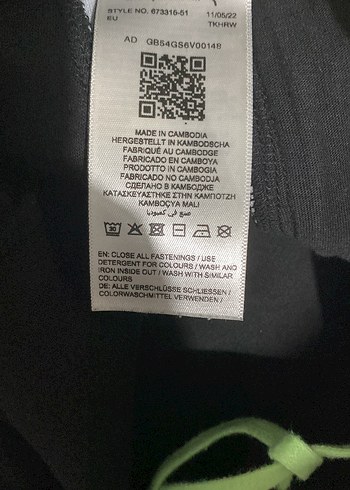 STYLE NO. 673316-51 11/05/22
EU TKHRW
AD GB54GS6V00148
MADE IN CAMBODIA
HERGESTELLT IN KAMBODSCHA
FABRIQUÉ AU CAMBODGE
FABRICADO EN CAMBOYA
PRODOTTO IN CAMBOGIA
FABRICADO NO CAMBODJA
СДЕЛАНО В КАМБОДЖЕ
ΚΑΤΑΣΚΕΥΑΣΤΗΚΕ ΣΤΗΝ ΚΑΜΠΟΤΖΗ
KAMBOÇYA MALI
صنع في كمبوديا
EN: CLOSE ALL FASTENINGS / USE
DETERGENT FOR COLOURS / WASH AND
IRON INSIDE OUT / WASH WITH SIMILAR
COLOURS
DE: ALLE VERSCHLÜSSE SCHLIESSEN /
COLORWASCHMITTEL VERWENDEN /